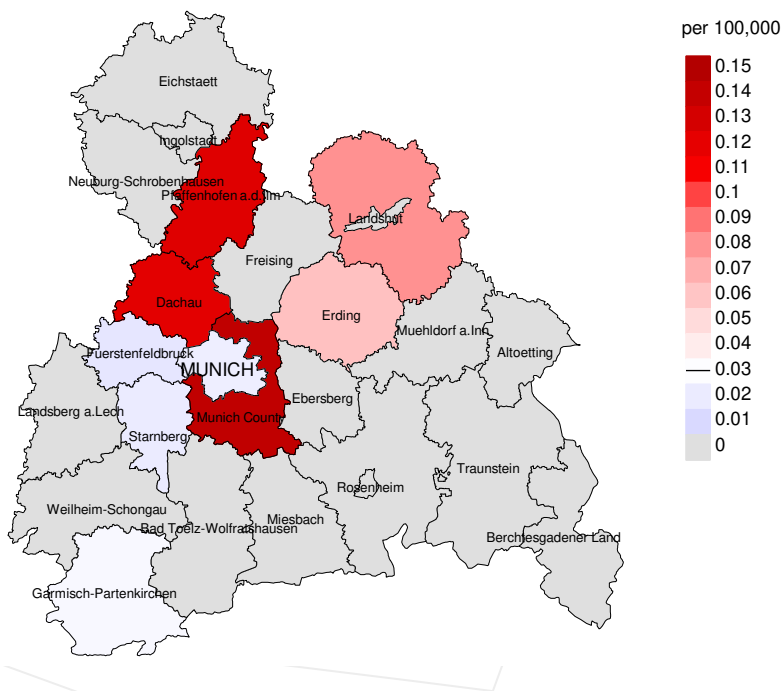 per 100,000
0.15
0.14
0.13
0.12
0.11
0.1
0.09
0.08
0.07
0.06
0.05
0.04
0.03
0.02
0.01
0
Eichstaett
Ingolstadt
Neuburg-Schrobenhausen
Pfaffenhofen a.d.Ilm
Landshut
Freising
Dachau
Erding
Muehldorf a.Inn
Altoetting
Fuerstenfeldbruck
MUNICH
Ebersberg
Landsberg a.Lech
Munich County
Starnberg
Traunstein
Rosenheim
Weilheim-Schongau
Miesbach
Bad Toelz-Wolfratshausen
Berchtesgadener Land
Garmisch-Partenkirchen